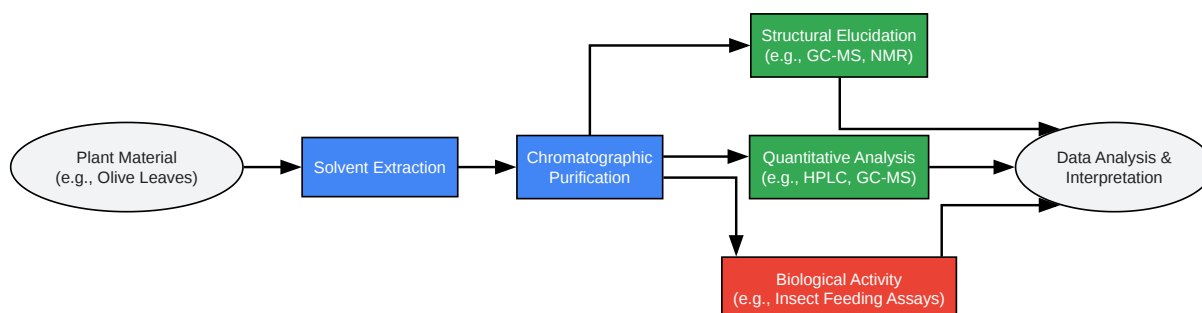 Plant Material
(e.g., Olive Leaves)
Solvent Extraction
Chromatographic
Purification
Structural Elucidation
(e.g., GC-MS, NMR)
Quantitative Analysis
(e.g., HPLC, GC-MS)
Biological Activity
(e.g., Insect Feeding Assays)
Data Analysis &
Interpretation